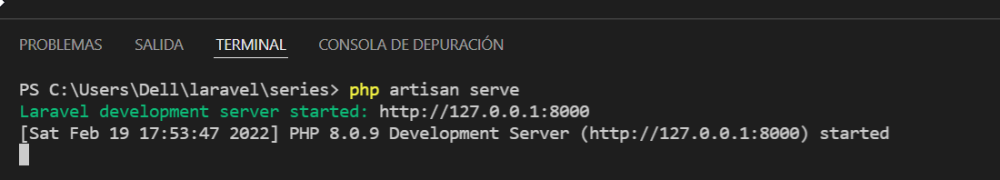 PROBLEMAS SALIDA TERMINAL CONSOLA DE DEPURACIÓN
PS C:\Users\Dell\laravel\series> php artisan serve
Laravel development server started: http://127.0.0.1:8000
[Sat Feb 19 17:53:47 2022] PHP 8.0.9 Development Server (http://127.0.0.1:8000) started